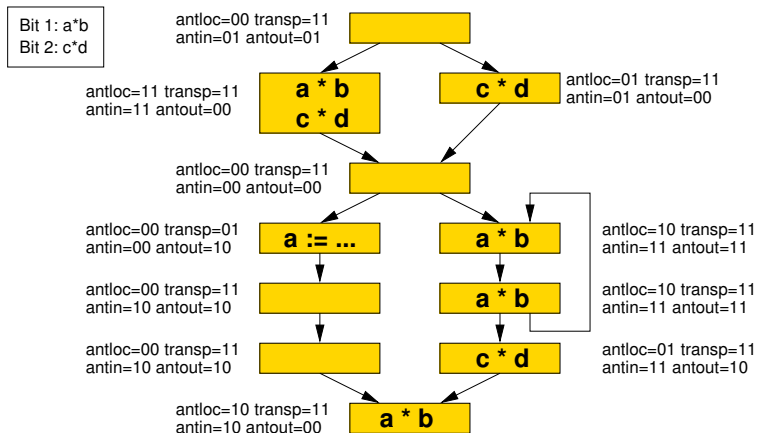 Bit 1: a*b
Bit 2: c*d
antloc=00 transp=11
antin=01 antout=01
antloc=11 transp=11
antin=11 antout=00
a * b
c * d
c * d
antloc=01 transp=11
antin=01 antout=00
antloc=00 transp=11
antin=00 antout=00
antloc=00 transp=01
antin=00 antout=10
a := ...
a * b
antloc=10 transp=11
antin=11 antout=11
antloc=00 transp=11
antin=10 antout=10
a * b
antloc=10 transp=11
antin=11 antout=11
antloc=00 transp=11
antin=10 antout=10
c * d
antloc=01 transp=11
antin=11 antout=10
antloc=10 transp=11
antin=10 antout=00
a * b